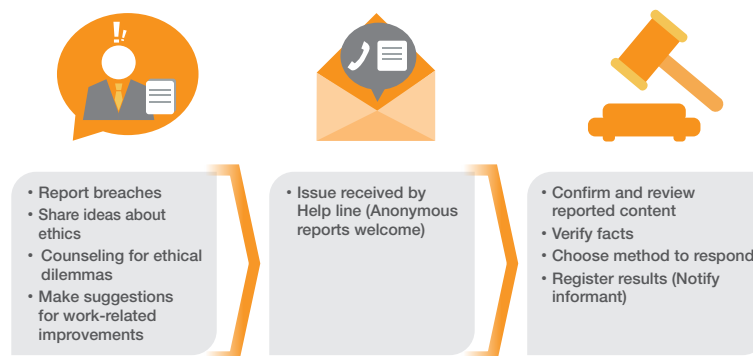 • Report breaches
• Share ideas about
ethics
• Counseling for ethical
dilemmas
• Make suggestions
for work-related
improvements
• Issue received by
Help line (Anonymous
reports welcome)
• Confirm and review
reported content
• Verify facts
• Choose method to respond
• Register results (Notify
informant)